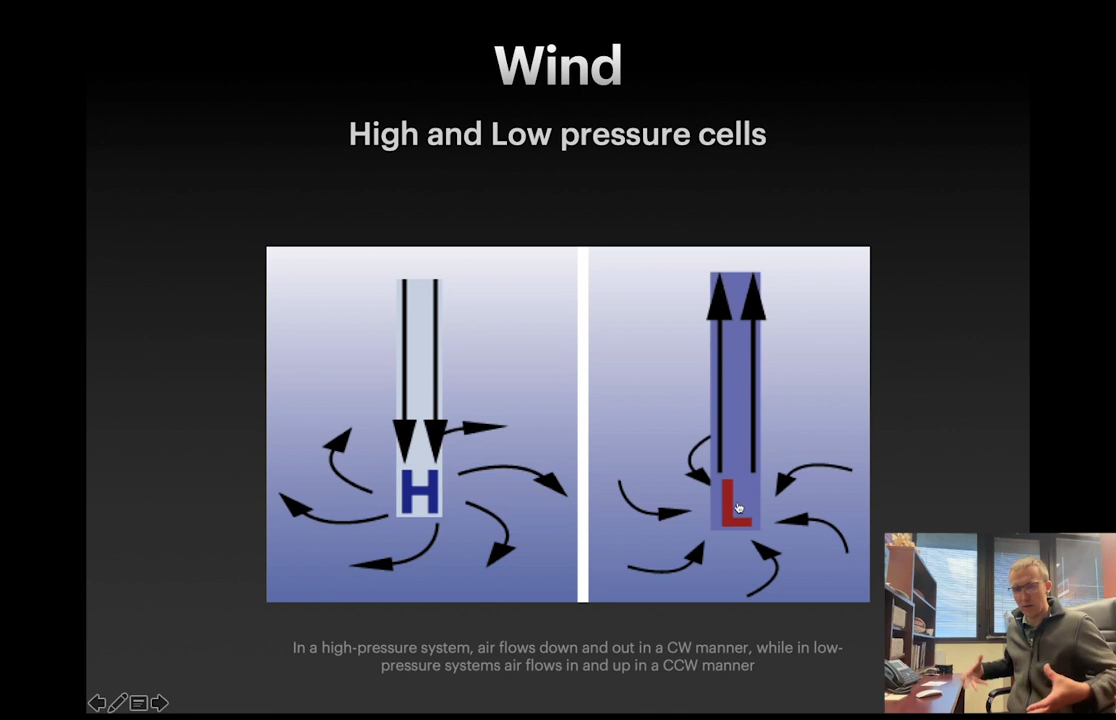 Wind
High and Low pressure cells
H
L
In a high-pressure system, air flows down and out in a CW manner, while in low-
pressure systems air flows in and up in a CCW manner